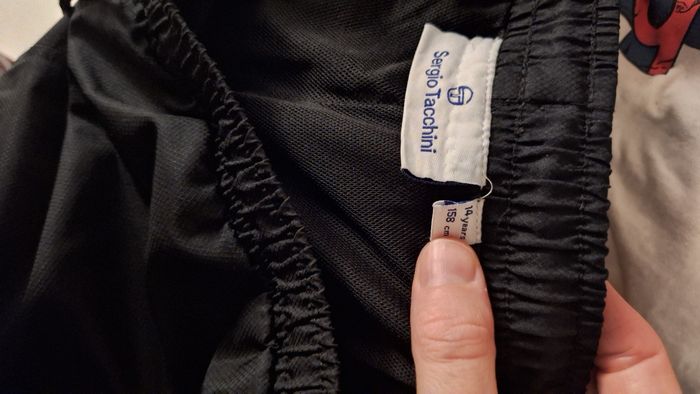 Sergio Tacchini
14 years
158 cm